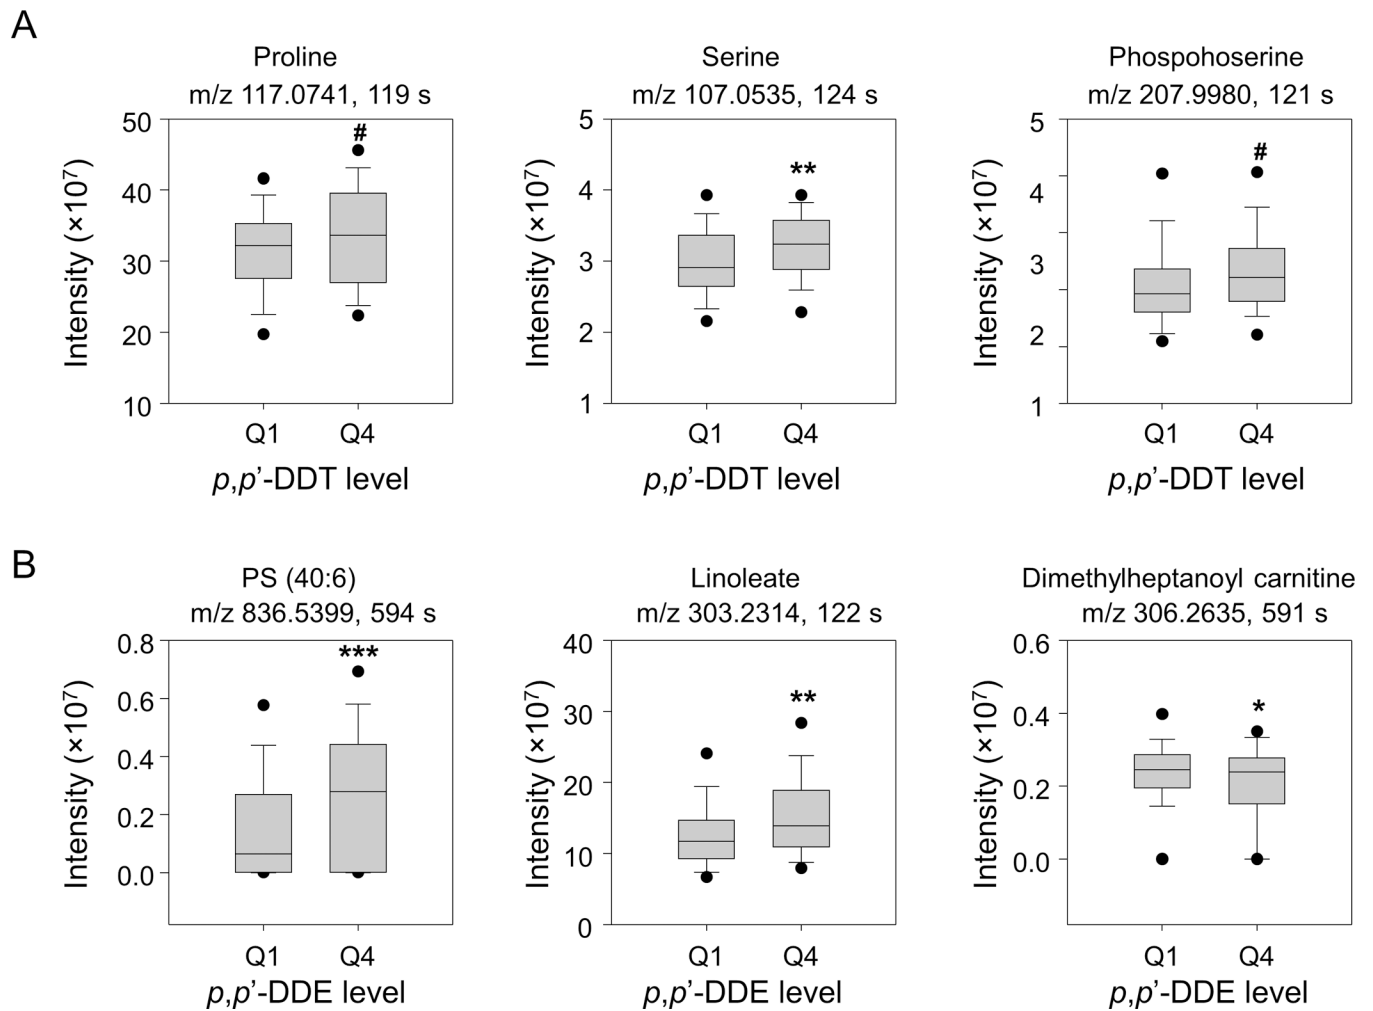 A
Proline
m/z 117.0741, 119 s
50
40
30
20
10
Intensity (×10⁷)
#
Q1 Q4
p,p’-DDT level
Serine
m/z 107.0535, 124 s
5
4
3
2
1
Intensity (×10⁷)
**
Q1 Q4
p,p’-DDT level
Phospohoserine
m/z 207.9980, 121 s
5
4
3
2
1
Intensity (×10⁷)
#
Q1 Q4
p,p’-DDT level
B
PS (40:6)
m/z 836.5399, 594 s
0.8
0.6
0.4
0.2
0.0
Intensity (×10⁷)
***
Q1 Q4
p,p’-DDE level
Linoleate
m/z 303.2314, 122 s
40
30
20
10
0
Intensity (×10⁷)
**
Q1 Q4
p,p’-DDE level
Dimethylheptanoyl carnitine
m/z 306.2635, 591 s
0.6
0.4
0.2
0.0
Intensity (×10⁷)
*
Q1 Q4
p,p’-DDE level